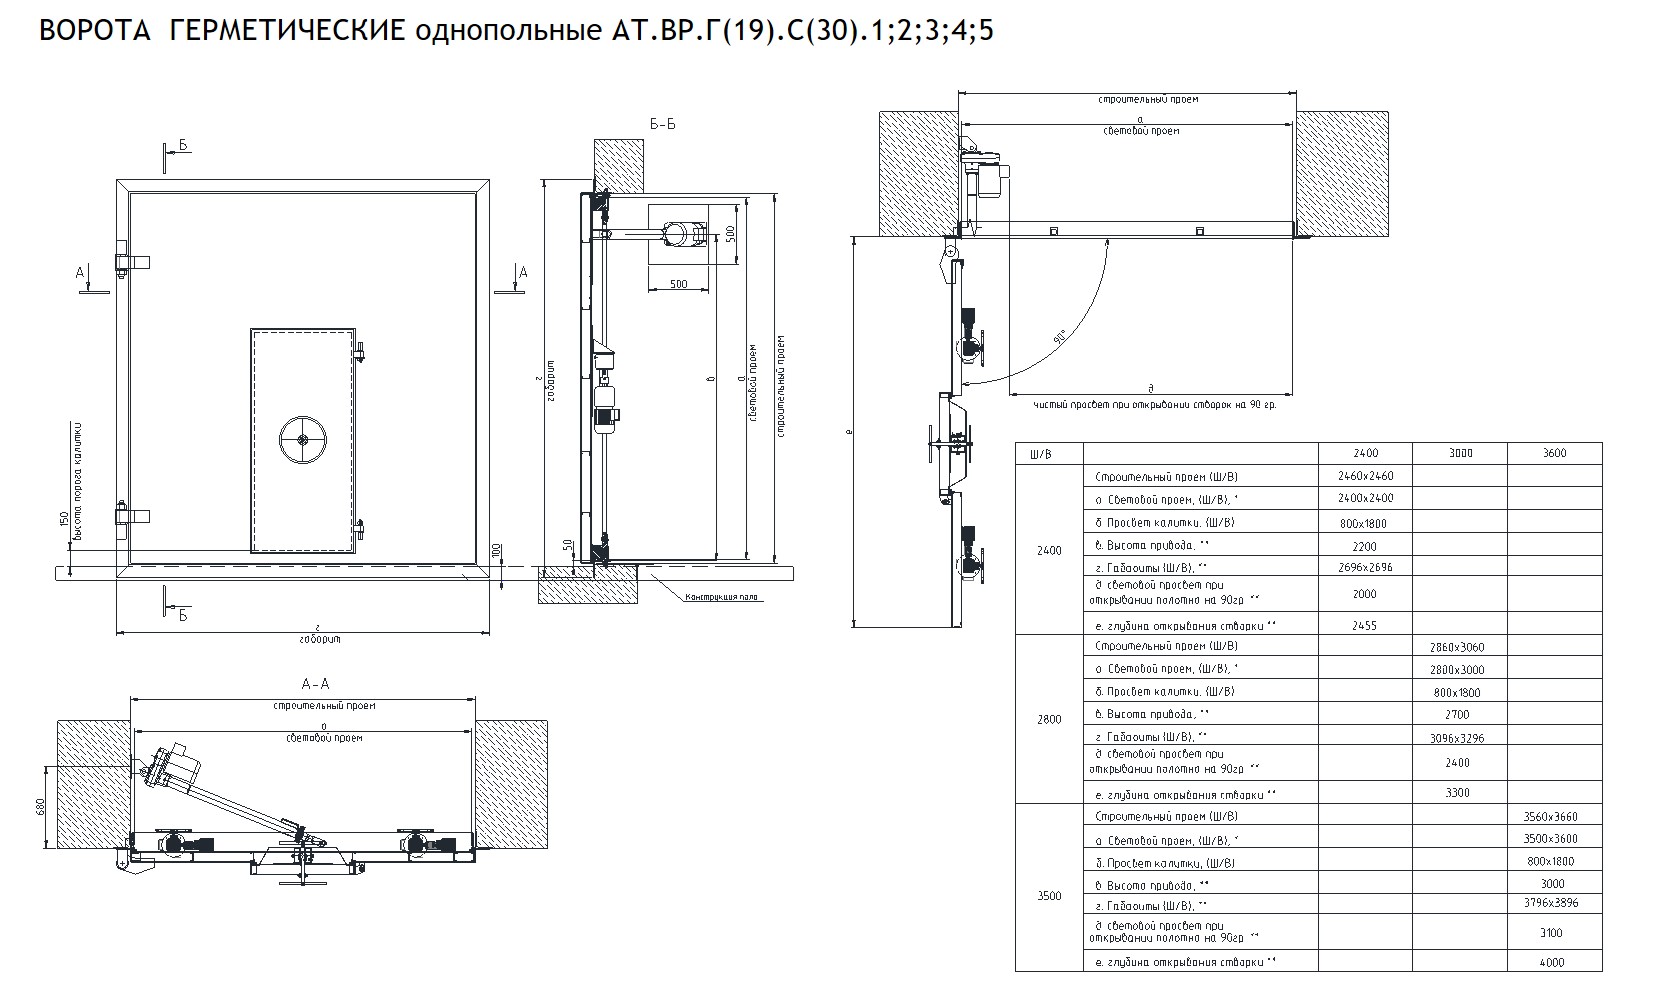 ВОРОТА ГЕРМЕТИЧЕСКИЕ однопольные АТ.ВР.Г(19).С(30).1;2;3;4;5
Б
Б-Б
А
А
150
высота порога калитки
100
Б
г
габарит
г
габарит
500
500
в
а
световой проем
строительный проем
50
Конструкция пола
А-А
строительный проем
а
световой проем
680
строительный проем
а
световой проем
90°
е
д
чистый просвет при открывании створок на 90 гр.
Ш/В 2400 3000 3600
2400
Строительный проем (Ш/В) 2460х2460
а. Световой проем, (Ш/В), * 2400х2400
б. Просвет калитки. (Ш/В) 800х1800
в. Высота привода, ** 2200
г. Габариты (Ш/В), ** 2696х2696
д световой просвет при
открывании полотна на 90гр ** 2000
е. глубина открывания створки ** 2455
2800
Строительный проем (Ш/В) 2860х3060
а. Световой проем, (Ш/В), * 2800х3000
б. Просвет калитки. (Ш/В) 800х1800
в. Высота привода, ** 2700
г Габариты (Ш/В), ** 3096х3296
д световой просвет при
открывании полотна на 90гр ** 2400
е. глубина открывания створки ** 3300
3500
Строительный проем (Ш/В) 3560х3660
а. Световой проем, (Ш/В), * 3500х3600
б. Просвет калитки, (Ш/В) 800х1800
в Высота привода, ** 3000
г. Габариты (Ш/В), ** 3796х3896
д световой просвет при
открывании полотна на 90гр ** 3100
е. глубина открывания створки ** 4000